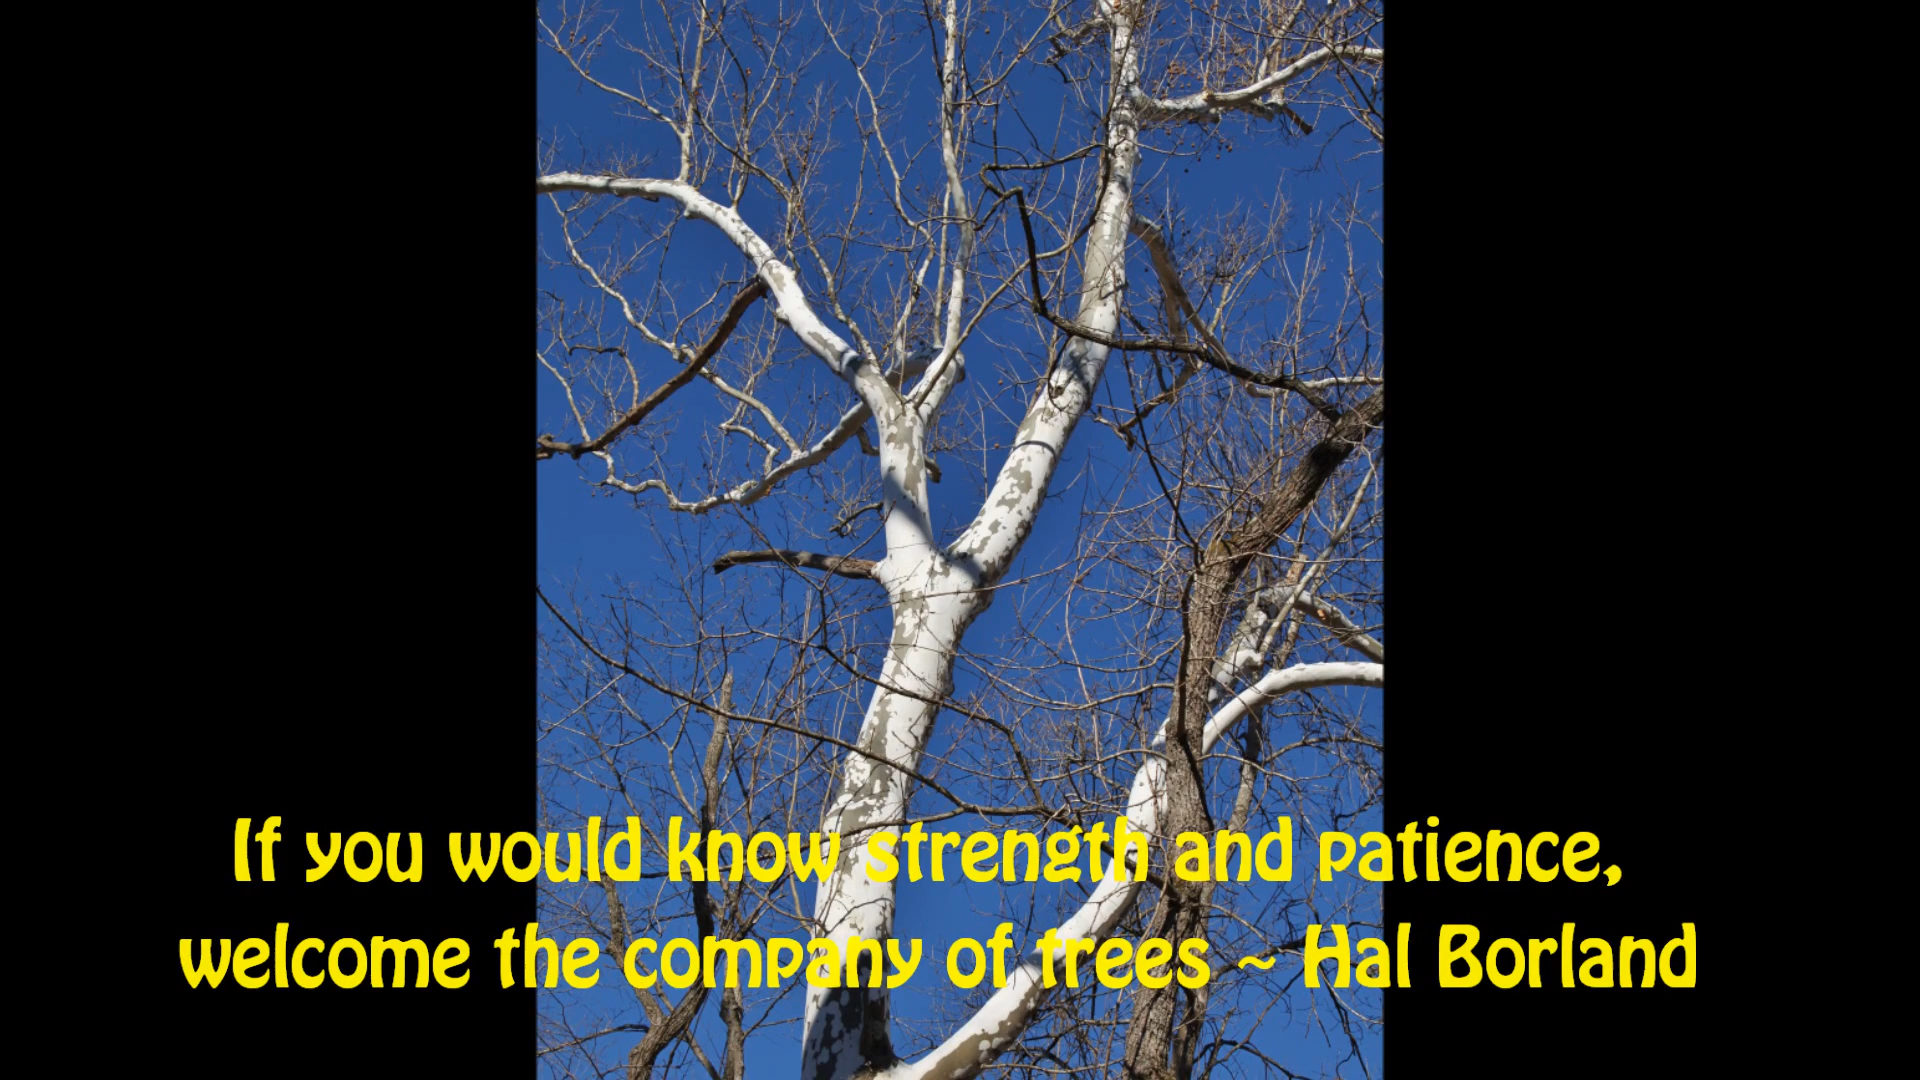 If you would know strength and patience,
welcome the company of trees ~ Hal Borland